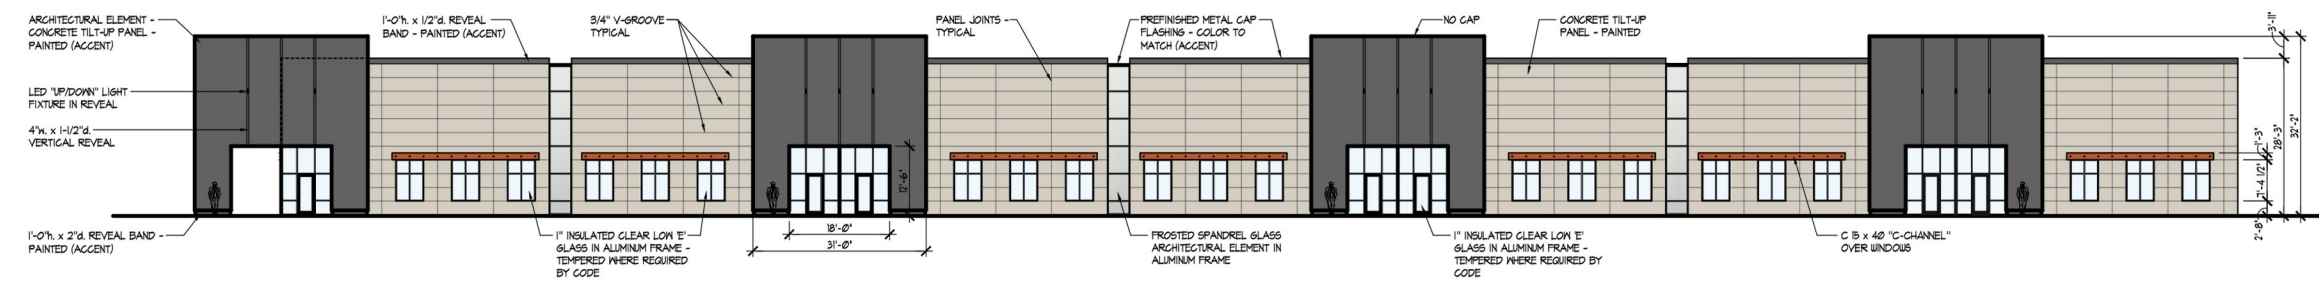 ARCHITECTURAL ELEMENT -
CONCRETE TILT-UP PANEL -
PAINTED (ACCENT)
1'-0"h. x 1/2"d. REVEAL
BAND - PAINTED (ACCENT)
3/4" V-GROOVE
TYPICAL
PANEL JOINTS -
TYPICAL
PREFINISHED METAL CAP
FLASHING - COLOR TO
MATCH (ACCENT)
NO CAP
CONCRETE TILT-UP
PANEL - PAINTED
LED "UP/DOWN" LIGHT
FIXTURE IN REVEAL
4"w. x 1-1/2"d.
VERTICAL REVEAL
1'-0"h. x 2"d. REVEAL BAND -
PAINTED (ACCENT)
1" INSULATED CLEAR LOW 'E'
GLASS IN ALUMINUM FRAME -
TEMPERED WHERE REQUIRED
BY CODE
12'-6"
18'-0"
31'-0"
FROSTED SPANDREL GLASS
ARCHITECTURAL ELEMENT IN
ALUMINUM FRAME
1" INSULATED CLEAR LOW 'E'
GLASS IN ALUMINUM FRAME -
TEMPERED WHERE REQUIRED BY
CODE
C 15 x 40 "C-CHANNEL"
OVER WINDOWS
3'-11"
32'-2"
28'-3"
1'-3"
7'-4 1/2"
2'-8"